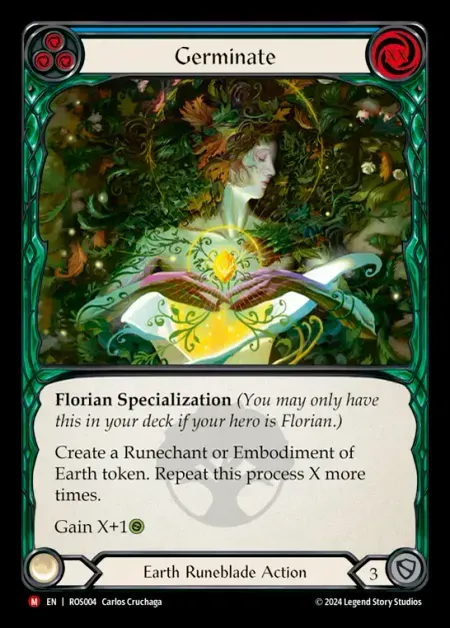 Germinate
XX
Florian Specialization (You may only have
this in your deck if your hero is Florian.)
Create a Runechant or Embodiment of
Earth token. Repeat this process X more
times.
Gain X+1
Earth Runeblade Action
3
M EN | ROS004 Carlos Cruchaga
© 2024 Legend Story Studios